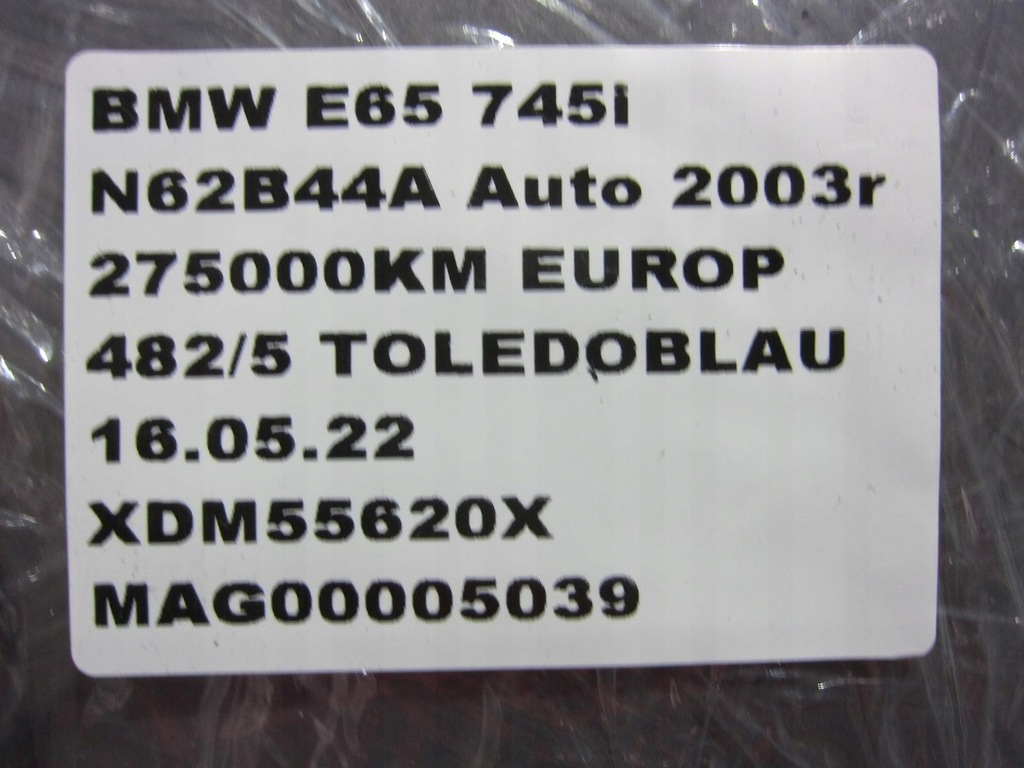 BMW E65 745i
N62B44A Auto 2003r
275000KM EUROP
482/5 TOLEDOBLAU
16.05.22
XDM55620X
MAG00005039